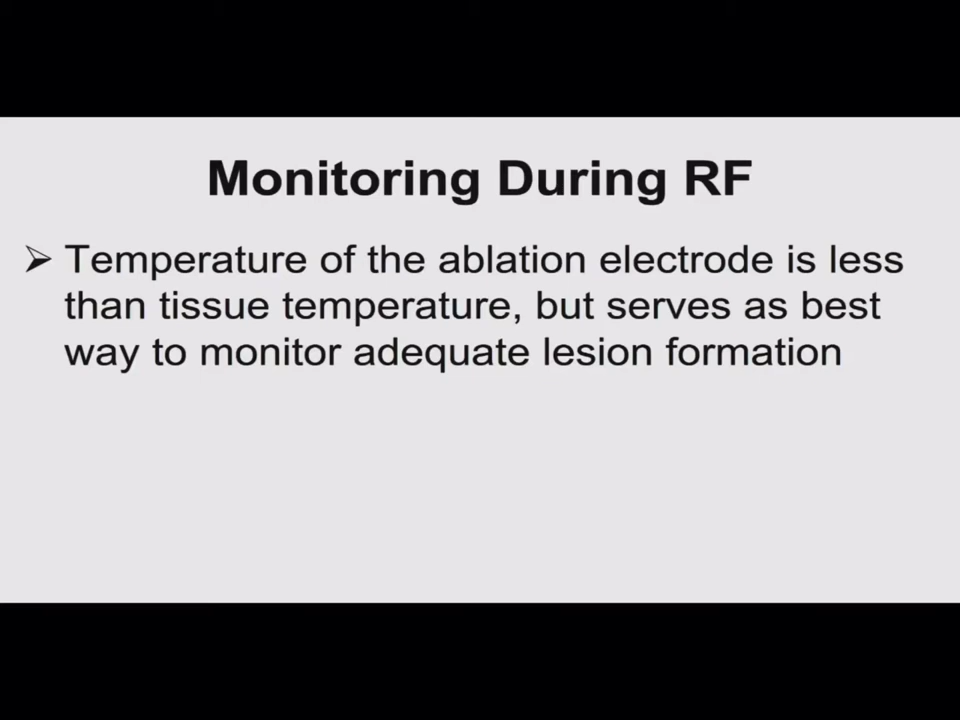 Monitoring During RF
➢ Temperature of the ablation electrode is less
than tissue temperature, but serves as best
way to monitor adequate lesion formation